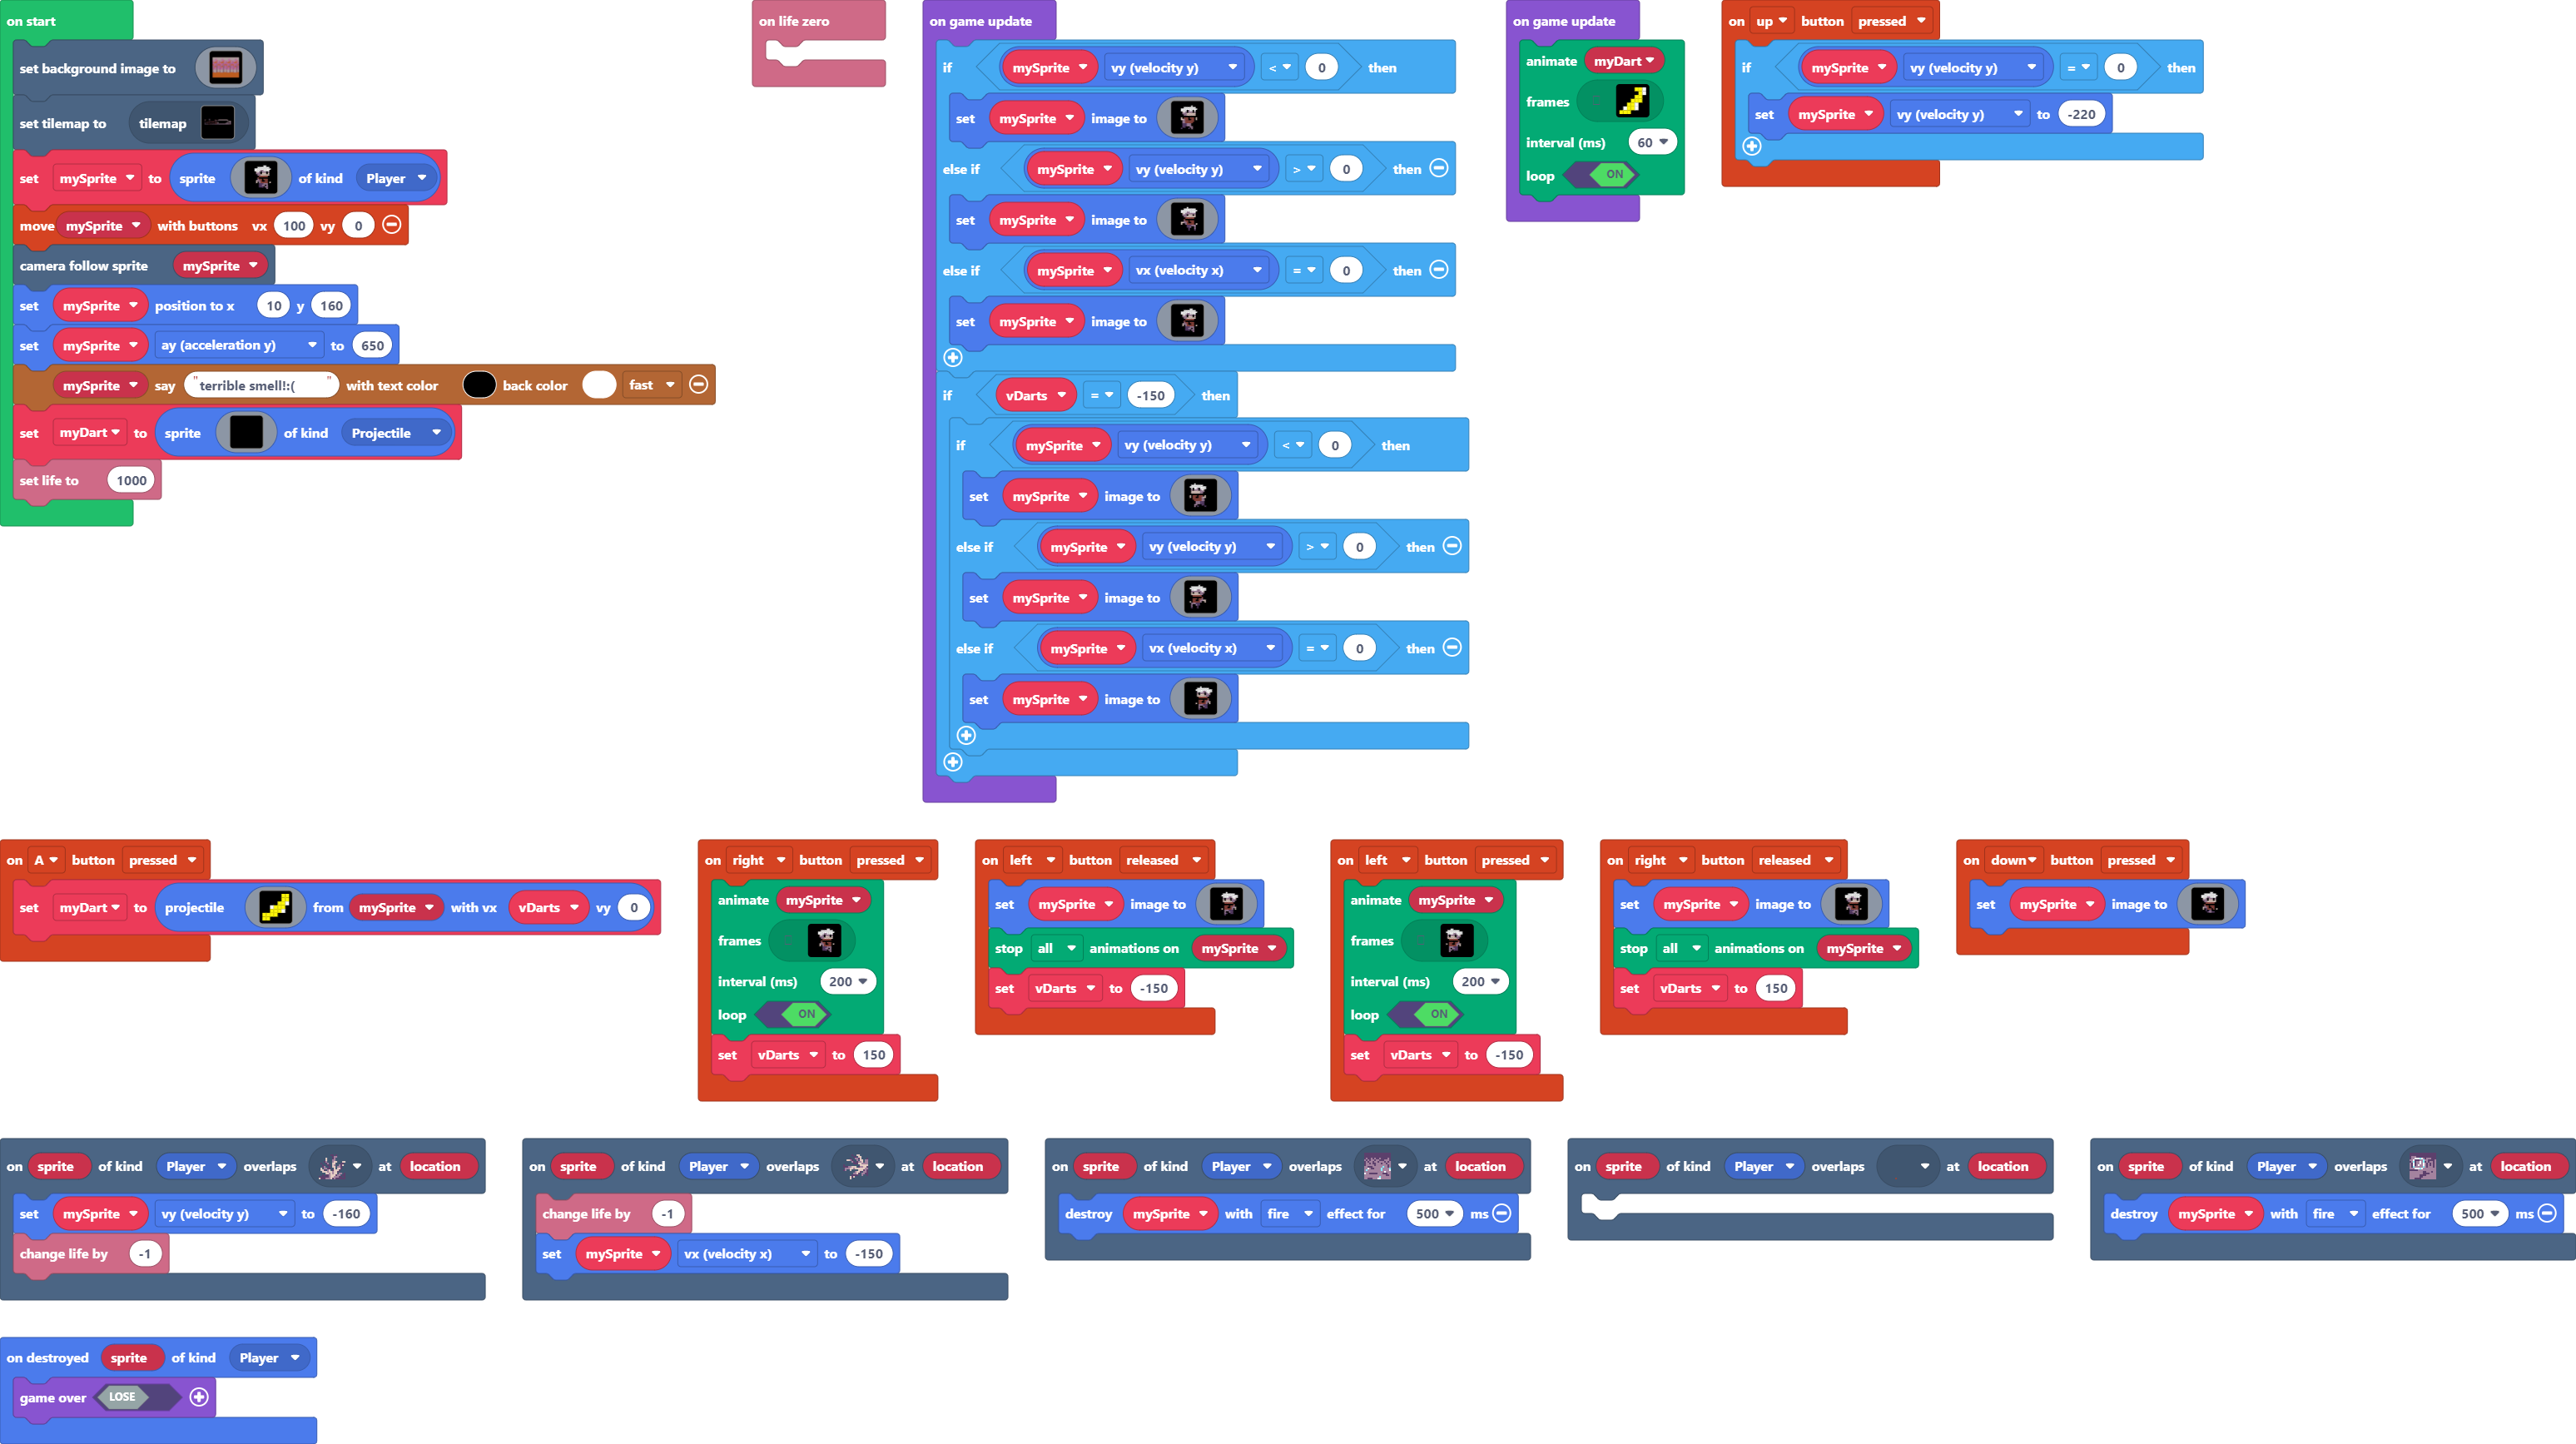 on start
set background image to
set tilemap to tilemap
set mySprite to sprite of kind Player
move mySprite with buttons vx 100 vy 0
camera follow sprite mySprite
set mySprite position to x 10 y 160
set mySprite ay (acceleration y) to 650
mySprite say "terrible smell!:( " with text color back color fast
set myDart to sprite of kind Projectile
set life to 1000
on life zero
on game update
if mySprite vy (velocity y) < 0 then
set mySprite image to
else if mySprite vy (velocity y) > 0 then
set mySprite image to
else if mySprite vx (velocity x) = 0 then
set mySprite image to
if vDarts = -150 then
if mySprite vy (velocity y) < 0 then
set mySprite image to
else if mySprite vy (velocity y) > 0 then
set mySprite image to
else if mySprite vx (velocity x) = 0 then
set mySprite image to
on game update
animate myDart
frames
interval (ms) 60
loop ON
on up button pressed
if mySprite vy (velocity y) = 0 then
set mySprite vy (velocity y) to -220
on A button pressed
set myDart to projectile from mySprite with vx vDarts vy 0
on right button pressed
animate mySprite
frames
interval (ms) 200
loop ON
set vDarts to 150
on left button released
set mySprite image to
stop all animations on mySprite
set vDarts to -150
on left button pressed
animate mySprite
frames
interval (ms) 200
loop ON
set vDarts to -150
on right button released
set mySprite image to
stop all animations on mySprite
set vDarts to 150
on down button pressed
set mySprite image to
on sprite of kind Player overlaps at location
set mySprite vy (velocity y) to -160
change life by -1
on sprite of kind Player overlaps at location
change life by -1
set mySprite vx (velocity x) to -150
on sprite of kind Player overlaps at location
destroy mySprite with fire effect for 500 ms
on sprite of kind Player overlaps at location
on sprite of kind Player overlaps at location
destroy mySprite with fire effect for 500 ms
on destroyed sprite of kind Player
game over LOSE